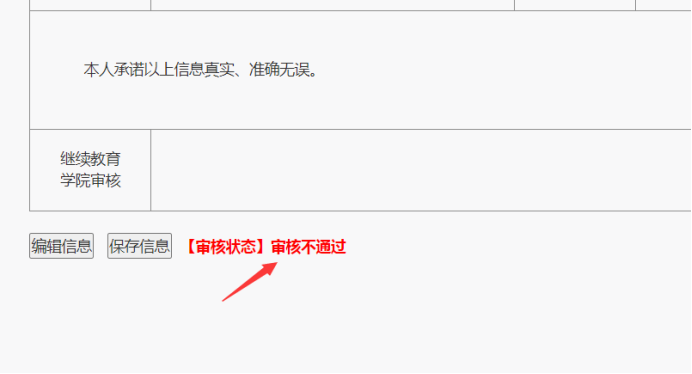 本人承诺以上信息真实、准确无误。
继续教育
学院审核
编辑信息 保存信息 【审核状态】审核不通过